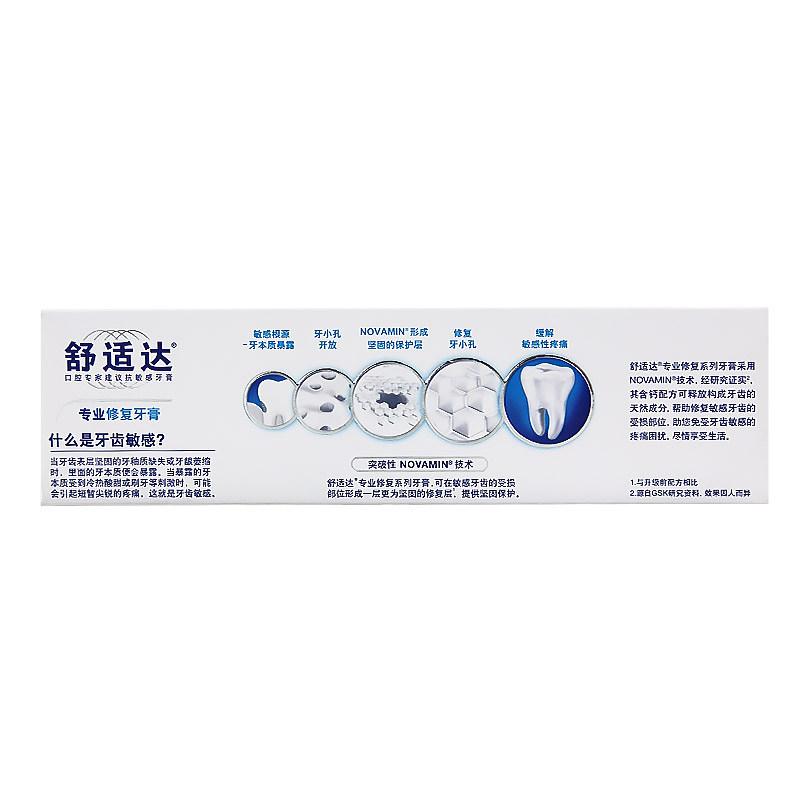 舒适达®
口腔专家建议抗敏感牙膏
专业修复牙膏
什么是牙齿敏感?
当牙齿表层坚固的牙釉质缺失或牙龈萎缩
时，里面的牙本质便会暴露。当暴露的牙
本质受到冷热酸甜或刷牙等刺激时，可能
会引起短暂尖锐的疼痛，这就是牙齿敏感。
敏感根源
-牙本质暴露
牙小孔
开放
NOVAMIN®形成
坚固的保护层
修复
牙小孔
缓解
敏感性疼痛
突破性 NOVAMIN®技术
舒适达®专业修复系列牙膏,可在敏感牙齿的受损
部位形成一层更为坚固的修复层¹，提供坚固保护。
舒适达®专业修复系列牙膏采用
NOVAMIN®技术，经研究证实²，
其含钙配方可释放构成牙齿的
天然成分，帮助修复敏感牙齿的
受损部位，助您免受牙齿敏感的
疼痛困扰，尽情享受生活。
1.与升级前配方相比
2.源自GSK研究资料，效果因人而异